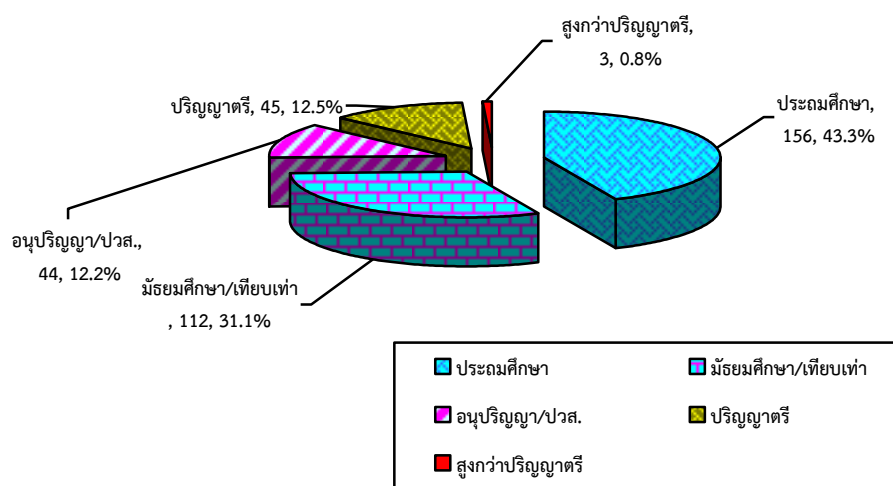 สูงกว่าปริญญาตรี,
3, 0.8%
ปริญญาตรี, 45, 12.5%
ประถมศึกษา,
156, 43.3%
อนุปริญญา/ปวส.,
44, 12.2%
มัธยมศึกษา/เทียบเท่า
, 112, 31.1%
ประถมศึกษา
มัธยมศึกษา/เทียบเท่า
อนุปริญญา/ปวส.
ปริญญาตรี
สูงกว่าปริญญาตรี